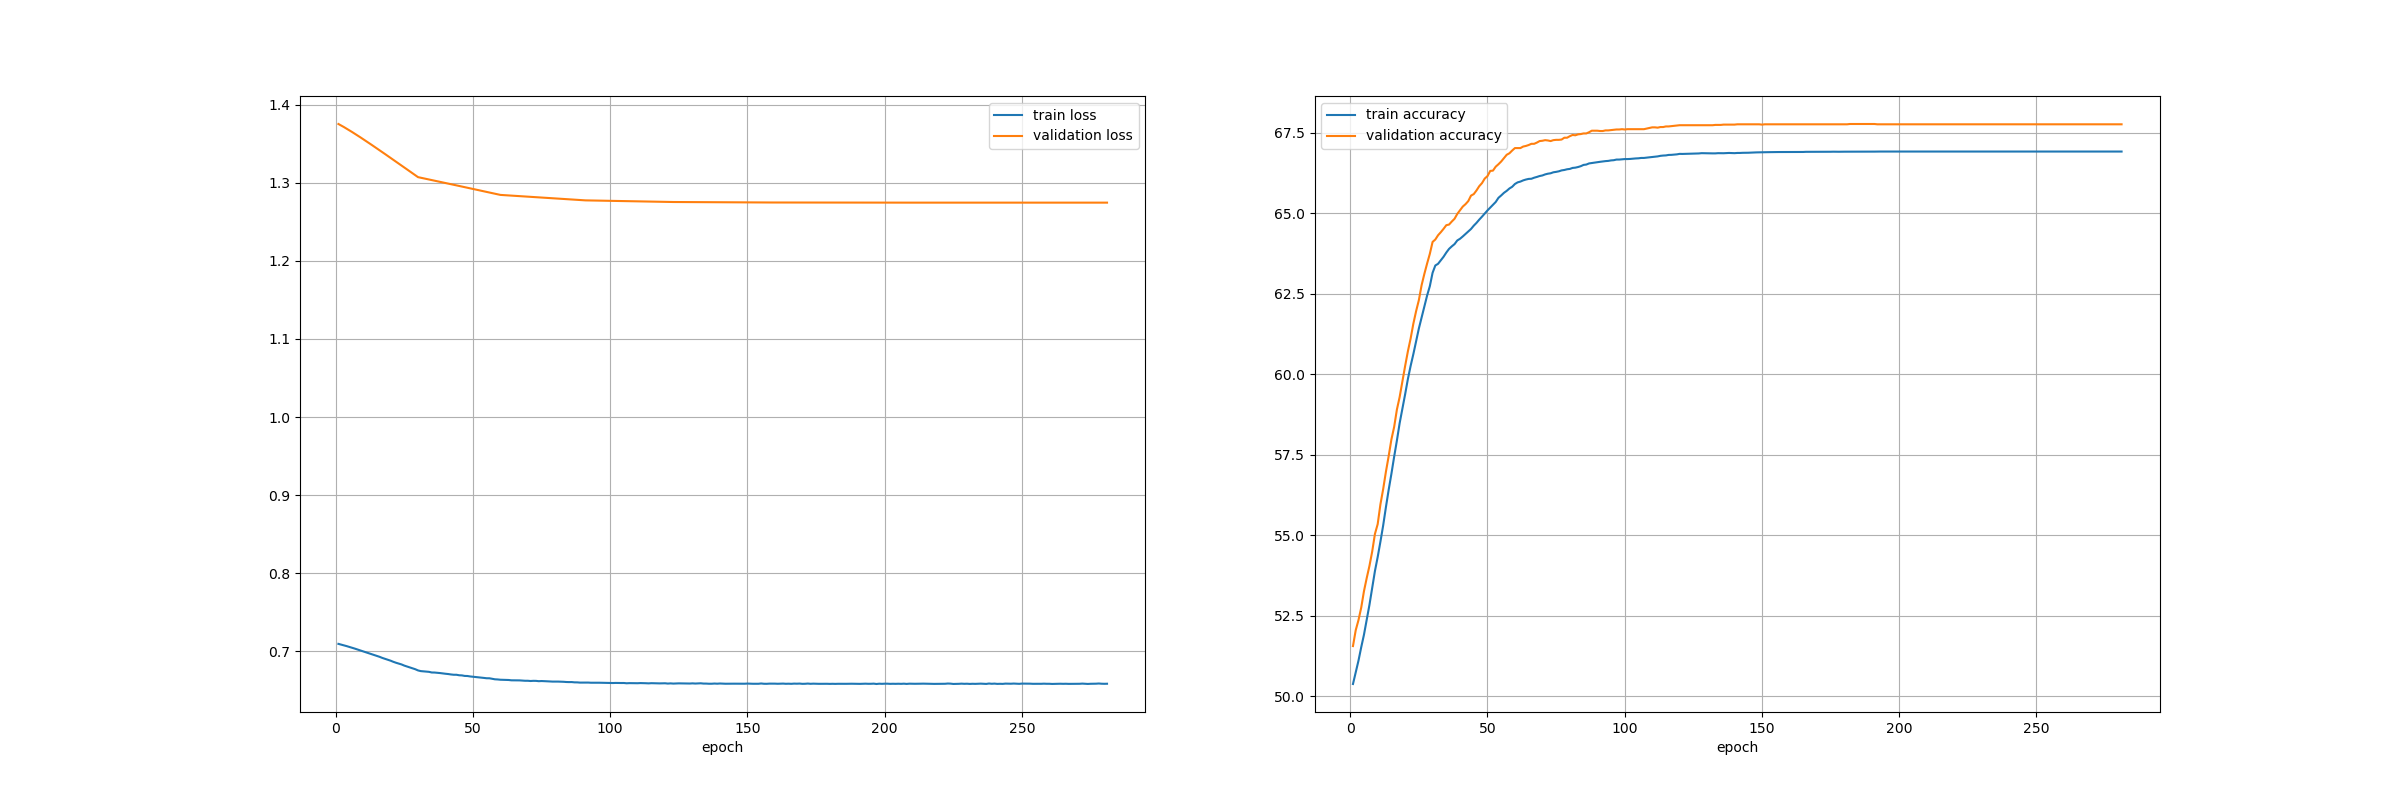 1.4
1.3
1.2
1.1
1.0
0.9
0.8
0.7
0 50 100 150 200 250
epoch
train loss
validation loss
67.5
65.0
62.5
60.0
57.5
55.0
52.5
50.0
0 50 100 150 200 250
epoch
train accuracy
validation accuracy